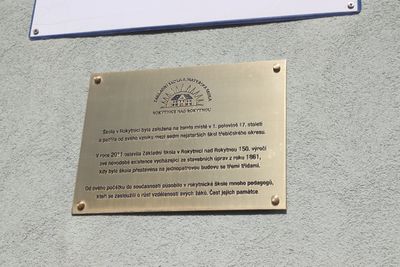 ZÁKLADNÍ ŠKOLA A MATEŘSKÁ ŠKOLA
ROKYTNICE NAD ROKYTNOU
Škola v Rokytnici byla založena na tomto místě v 1. polovině 17. století
a patřila od svého vzniku mezi sedm nejstarších škol třebíčského okresu.
V roce 2011 oslavila Základní škola v Rokytnici nad Rokytnou 150. výročí
své novodobé existence vycházející ze stavebních úprav z roku 1861,
kdy byla škola přestavěna na jednopatrovou budovu se třemi třídami.
Od svého počátku do současnosti působilo v rokytnické škole mnoho pedagogů,
kteří se zasloužili o růst vzdělanosti svých žáků. Čest jejich památce